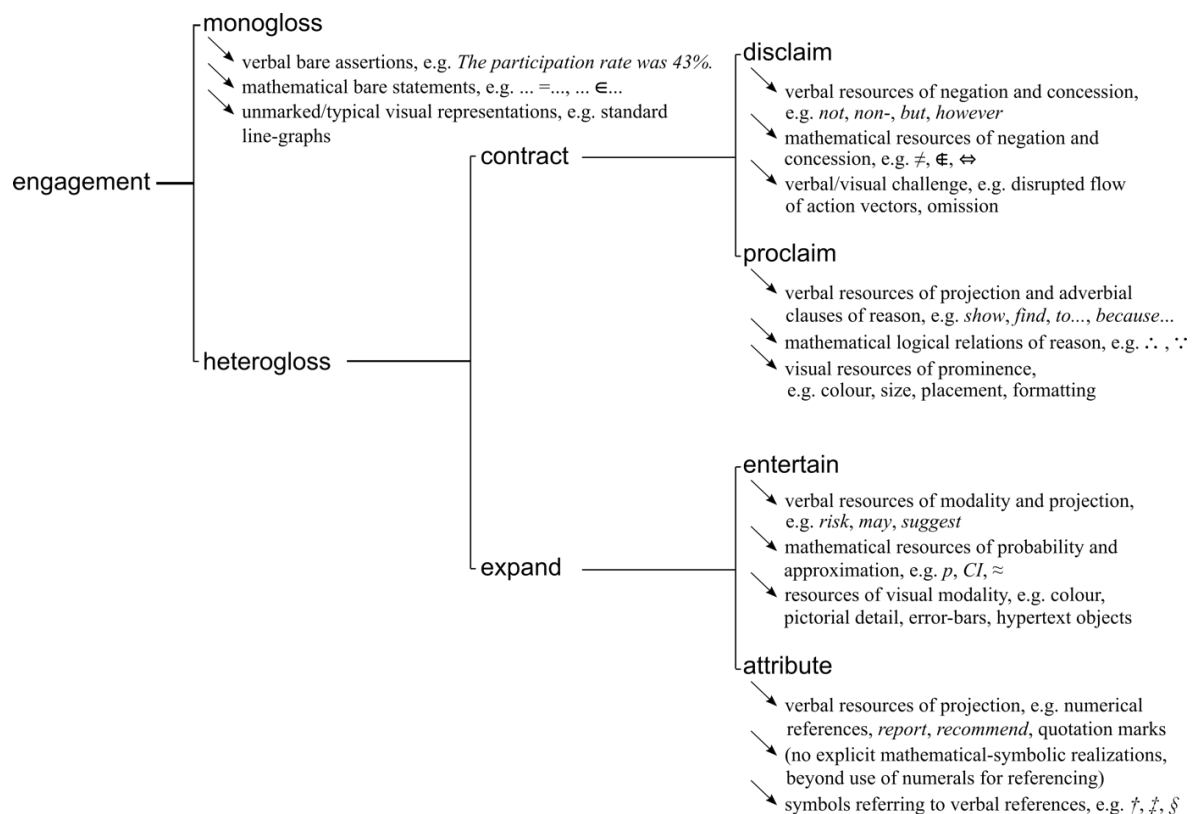 monogloss
verbal bare assertions, e.g. The participation rate was 43%.
mathematical bare statements, e.g. ... =..., ... ∈...
unmarked/typical visual representations, e.g. standard
line-graphs
engagement
heterogloss
contract
disclaim
verbal resources of negation and concession,
e.g. not, non-, but, however
mathematical resources of negation and
concession, e.g. ≠, ∉, ⇔
verbal/visual challenge, e.g. disrupted flow
of action vectors, omission
proclaim
verbal resources of projection and adverbial
clauses of reason, e.g. show, find, to..., because...
mathematical logical relations of reason, e.g. ∴ , ∵
visual resources of prominence,
e.g. colour, size, placement, formatting
expand
entertain
verbal resources of modality and projection,
e.g. risk, may, suggest
mathematical resources of probability and
approximation, e.g. p, CI, ≈
resources of visual modality, e.g. colour,
pictorial detail, error-bars, hypertext objects
attribute
verbal resources of projection, e.g. numerical
references, report, recommend, quotation marks
(no explicit mathematical-symbolic realizations,
beyond use of numerals for referencing)
symbols referring to verbal references, e.g. †, ‡, §